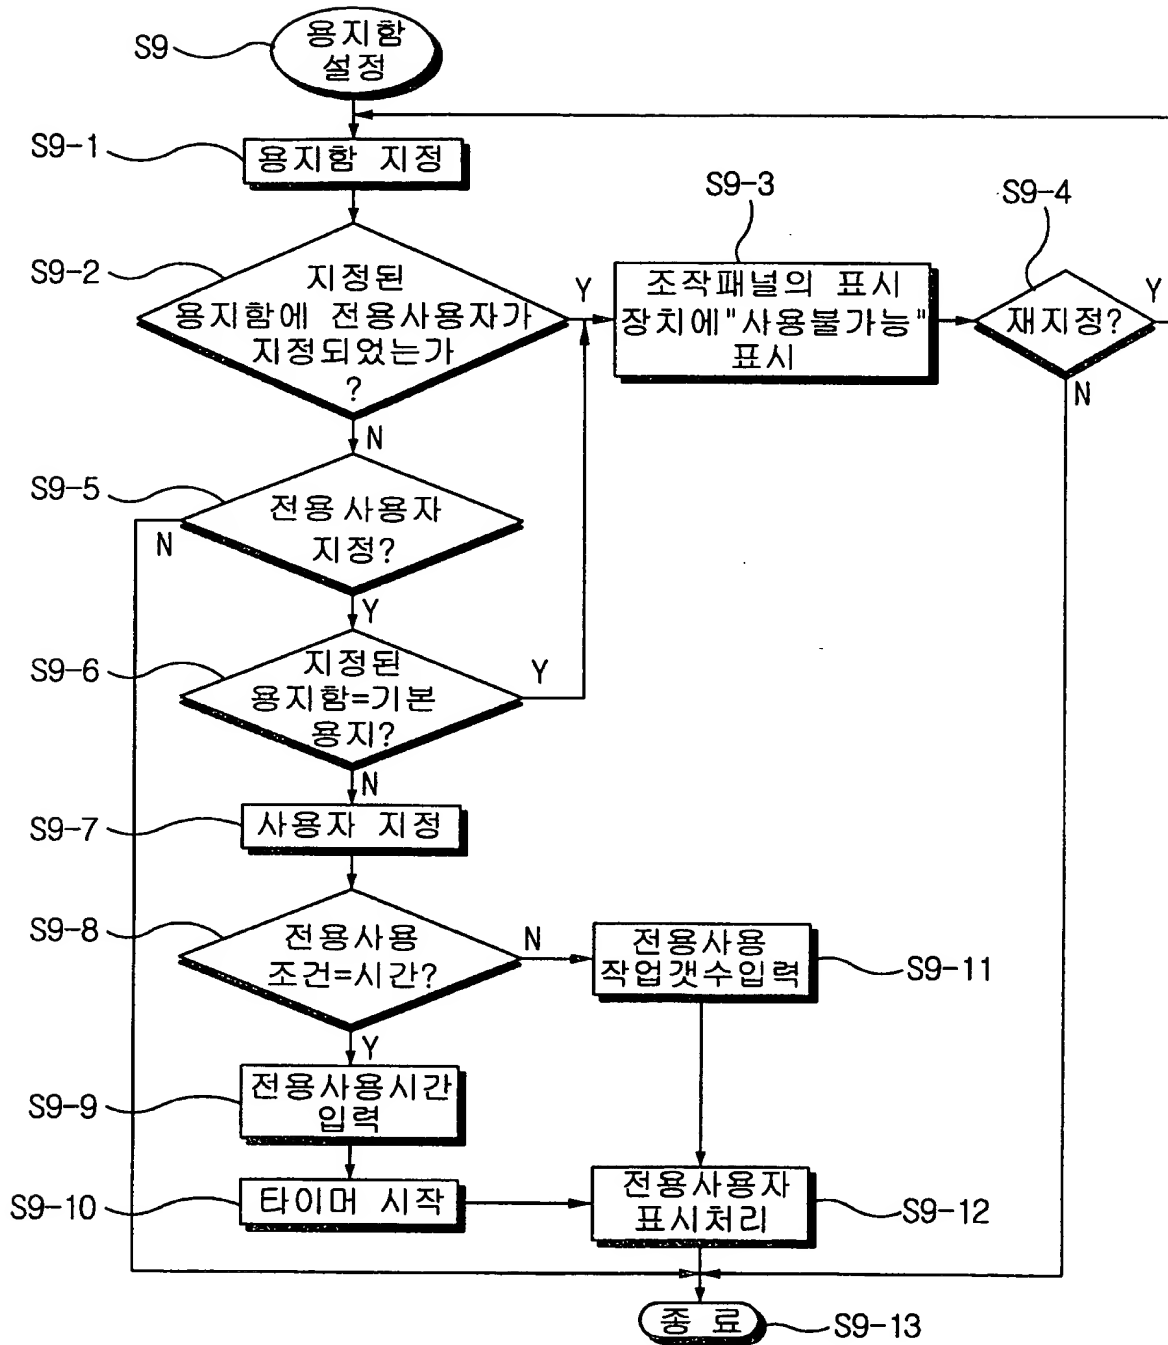 S9
용지함
설정
S9-1
용지함 지정
S9-2
지정된
용지함에 전용사용자가
지정되었는가
?
Y
N
S9-3
조작패널의 표시
장치에"사용불가능"
표시
S9-4
재지정?
Y
N
S9-5
전용사용자
지정?
N
Y
S9-6
지정된
용지함=기본
용지?
Y
N
S9-7
사용자 지정
S9-8
전용사용
조건=시간?
N
Y
전용사용
작업갯수입력
S9-11
S9-9
전용사용시간
입력
S9-10
타이머 시작
전용사용자
표시처리
S9-12
종 료
S9-13